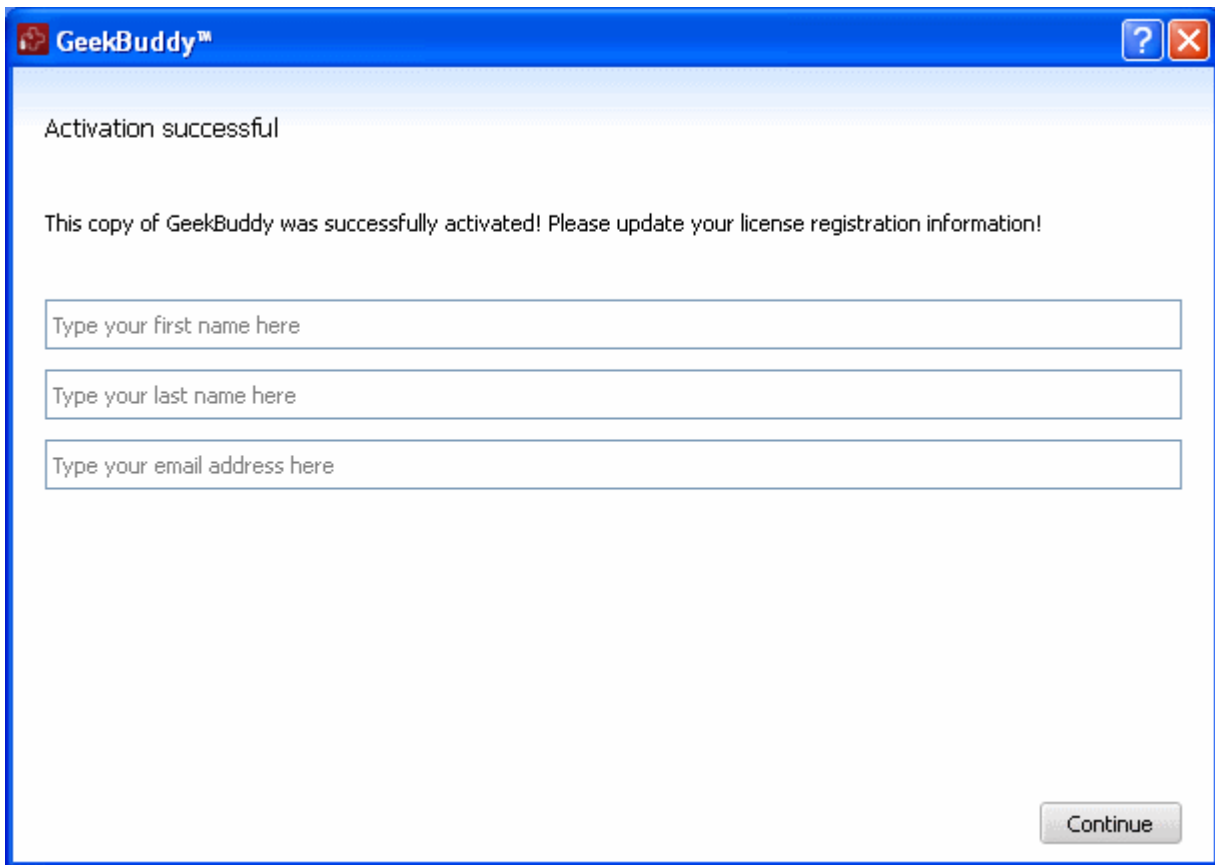 GeekBuddy™
?
Activation successful
This copy of GeekBuddy was successfully activated! Please update your license registration information!
Type your first name here
Type your last name here
Type your email address here
Continue